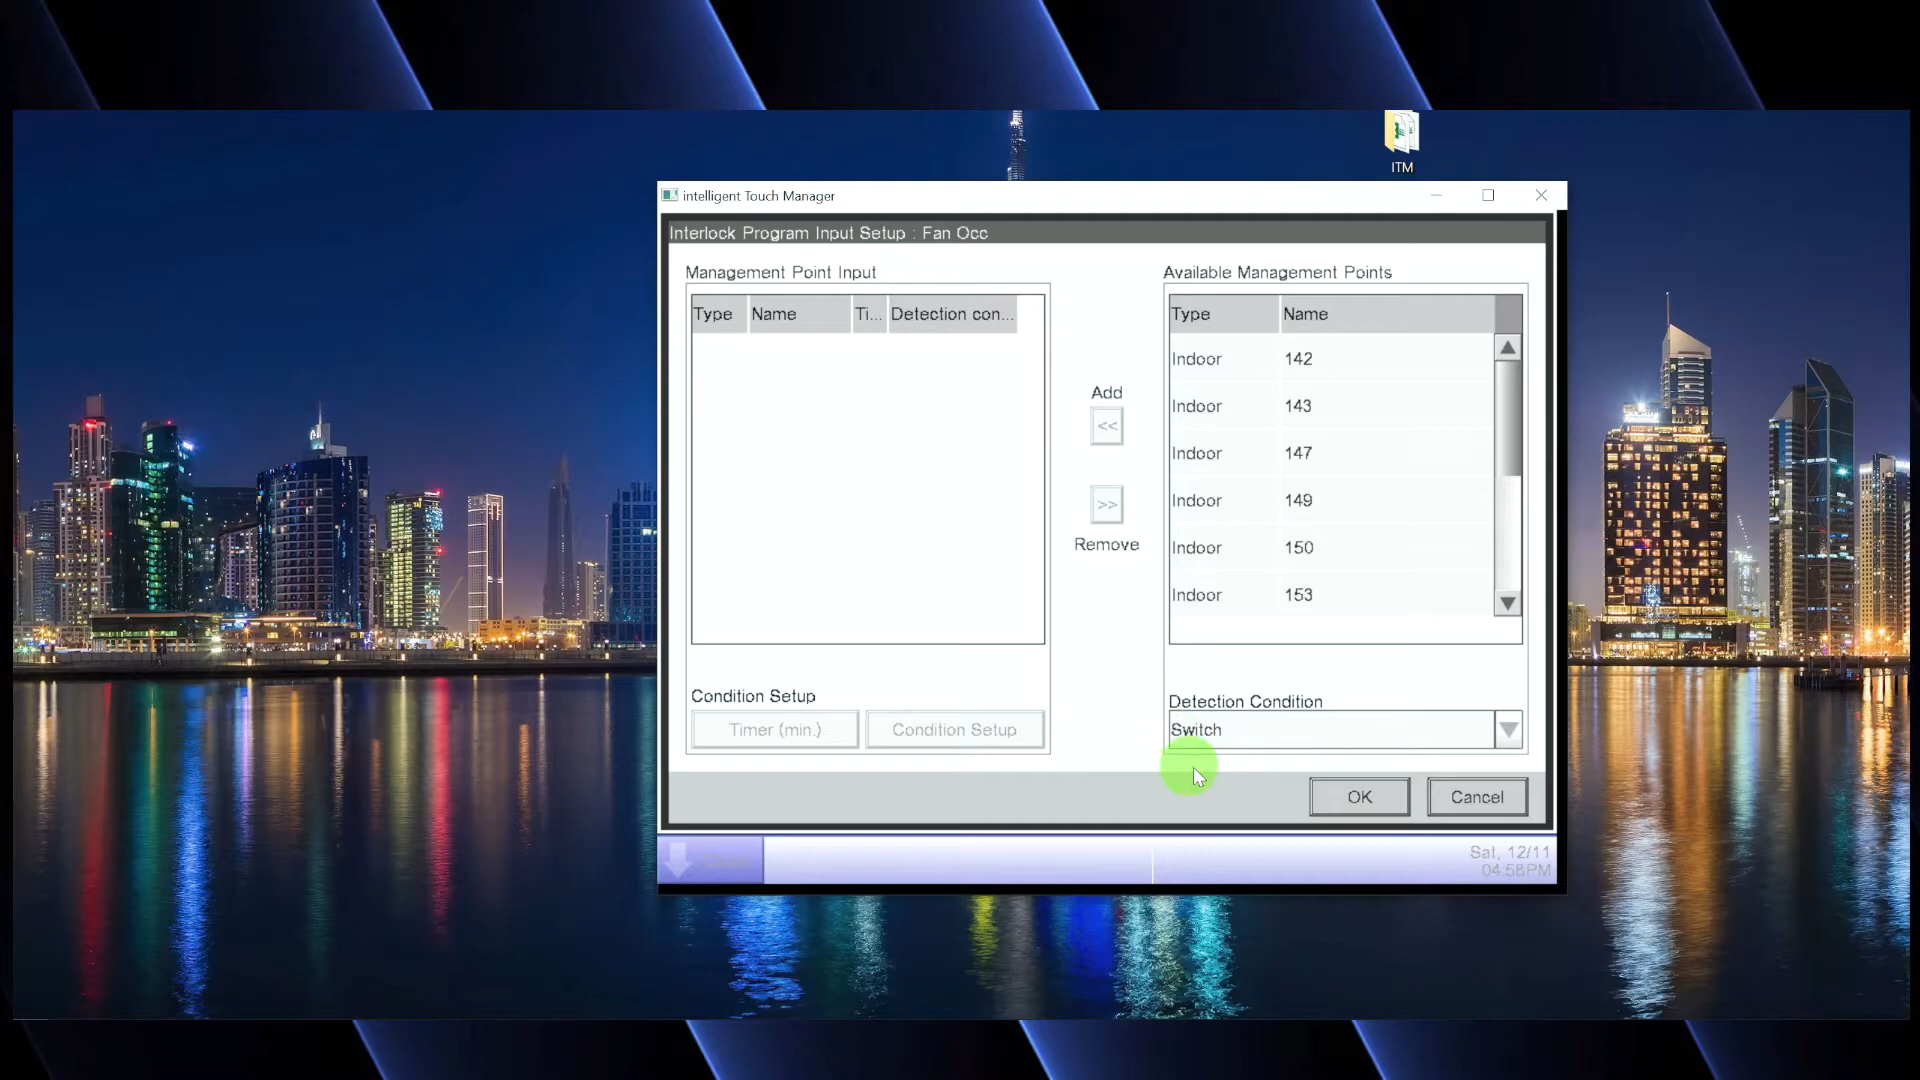 ITM
intelligent Touch Manager
Interlock Program Input Setup : Fan Occ
Management Point Input
Available Management Points
Type Name Ti... Detection con...
Type Name
Indoor 142
Add
Indoor 143
<<
Indoor 147
Indoor 149
>>
Indoor 150
Remove
Indoor 153
Condition Setup
Detection Condition
Timer (min.) Condition Setup
Switch
OK Cancel
Sat, 12/11
04:58PM